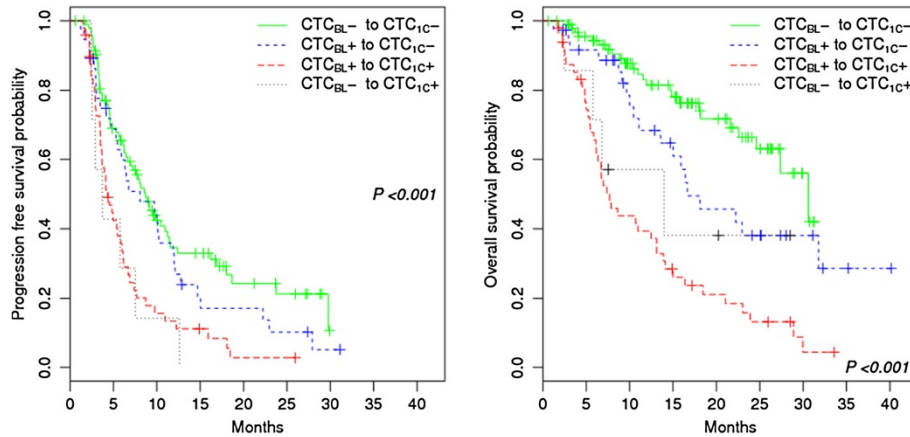 CTCBL− to CTC1C−
CTCBL+ to CTC1C−
CTCBL+ to CTC1C+
CTCBL− to CTC1C+
P <0.001
Progression free survival probability
1.0
0.8
0.6
0.4
0.2
0.0
0 5 10 15 20 25 30 35 40
Months
CTCBL− to CTC1C−
CTCBL+ to CTC1C−
CTCBL+ to CTC1C+
CTCBL− to CTC1C+
P <0.001
Overall survival probability
1.0
0.8
0.6
0.4
0.2
0.0
0 5 10 15 20 25 30 35 40
Months